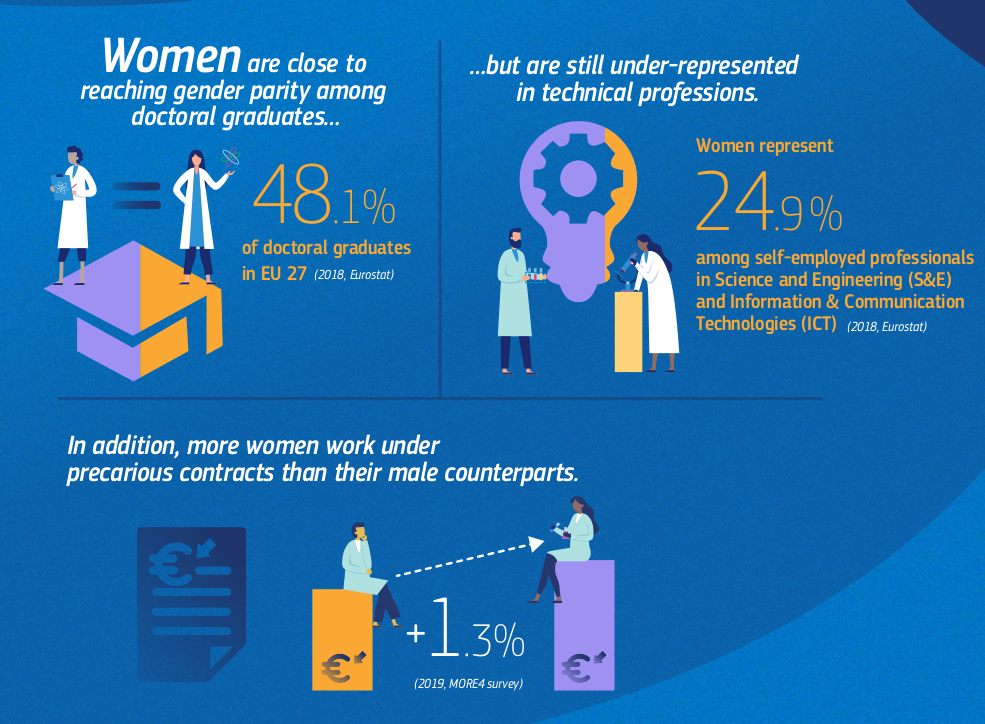 Women are close to
reaching gender parity among
doctoral graduates...
48.1%
of doctoral graduates
in EU 27 (2018, Eurostat)
...but are still under-represented
in technical professions.
Women represent
24.9%
among self-employed professionals
in Science and Engineering (S&E)
and Information & Communication
Technologies (ICT) (2018, Eurostat)
In addition, more women work under
precarious contracts than their male counterparts.
€
+1.3%
€
€
(2019, MORE4 survey)